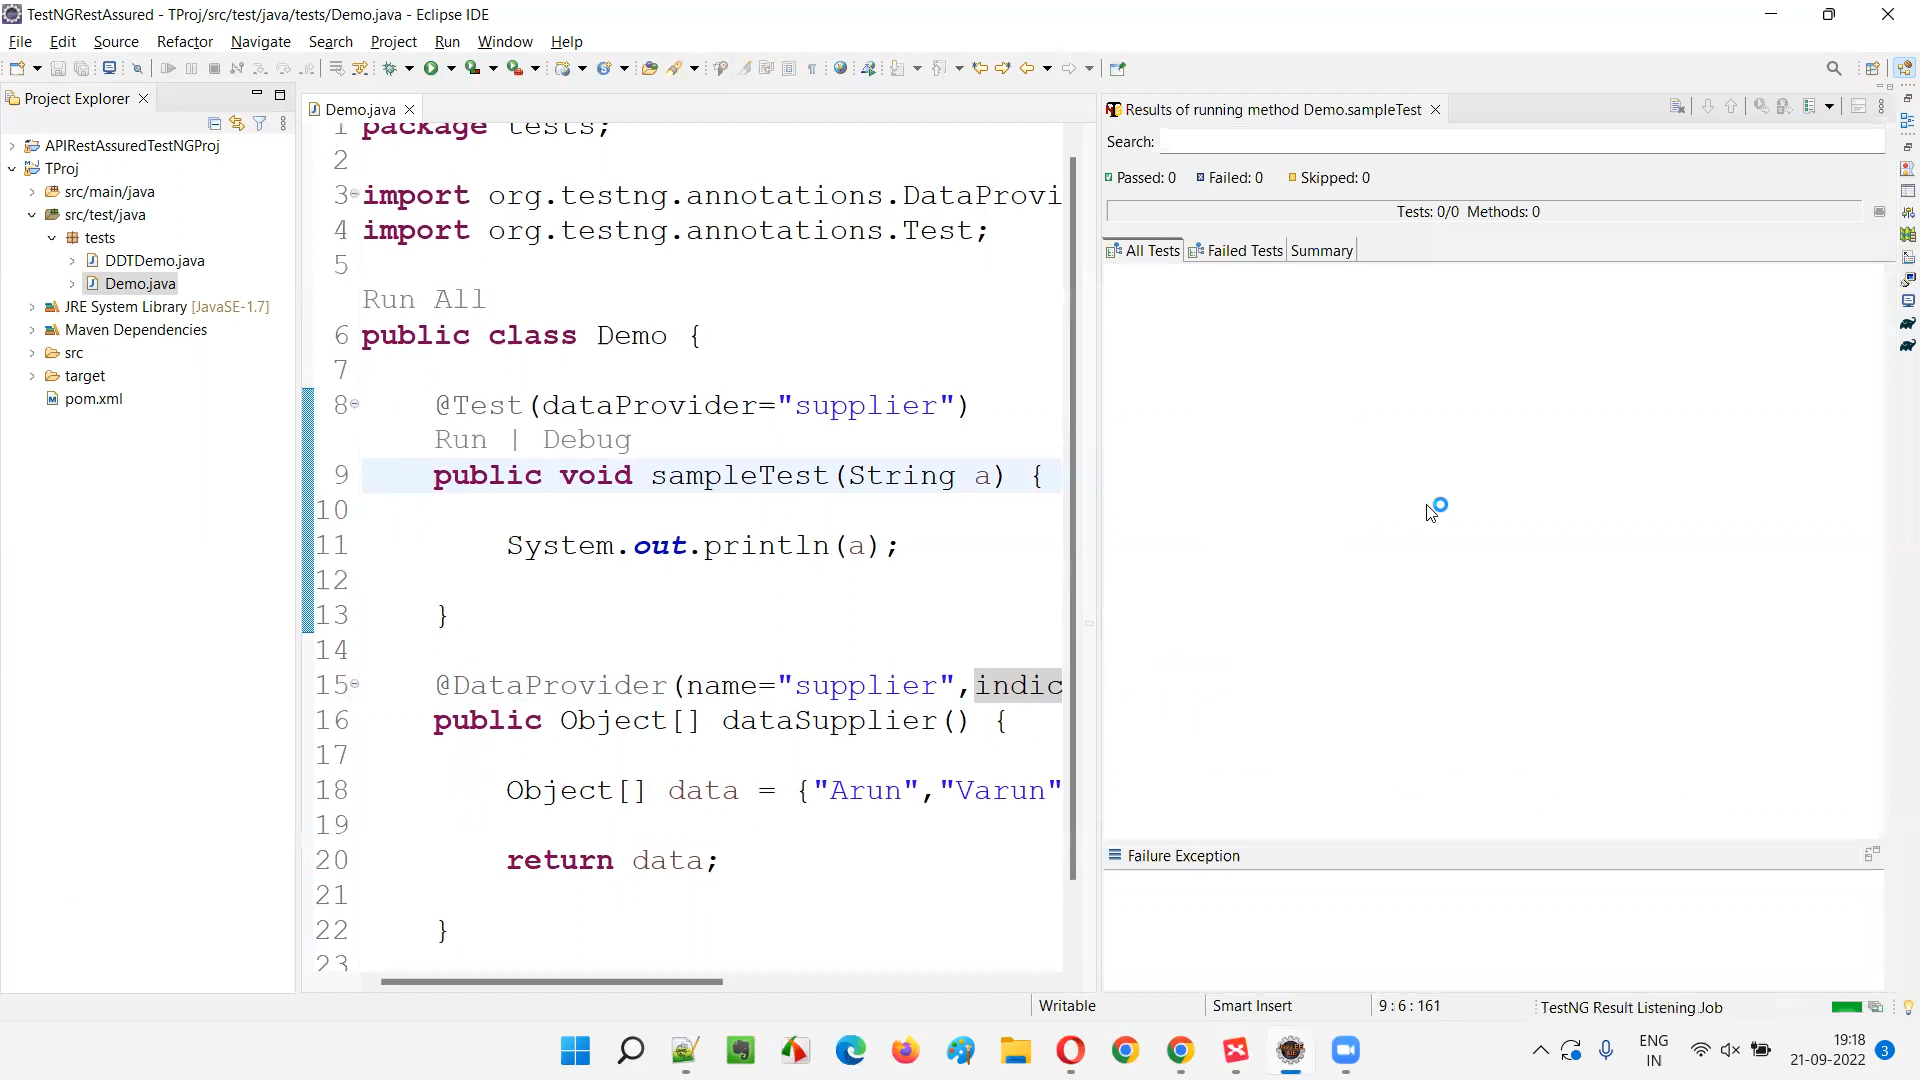 TestNGRestAssured - TProj/src/test/java/tests/Demo.java - Eclipse IDE
File Edit Source Refactor Navigate Search Project Run Window Help
Project Explorer
APIRestAssuredTestNGProj
TProj
src/main/java
src/test/java
tests
DDTDemo.java
Demo.java
JRE System Library [JavaSE-1.7]
Maven Dependencies
src
target
pom.xml
Demo.java
1 package tests;
2
3 import org.testng.annotations.DataProvi
4 import org.testng.annotations.Test;
5
Run All
6 public class Demo {
7
8 @Test(dataProvider="supplier")
Run | Debug
9 public void sampleTest(String a) {
10
11 System.out.println(a);
12
13 }
14
15 @DataProvider(name="supplier",indic
16 public Object[] dataSupplier() {
17
18 Object[] data = {"Arun","Varun"
19
20 return data;
21
22 }
23
Results of running method Demo.sampleTest
Search:
Passed: 0 Failed: 0 Skipped: 0
Tests: 0/0 Methods: 0
All Tests Failed Tests Summary
Failure Exception
Writable Smart Insert 9 : 6 : 161 TestNG Result Listening Job
ENG
IN
19:18
21-09-2022
3